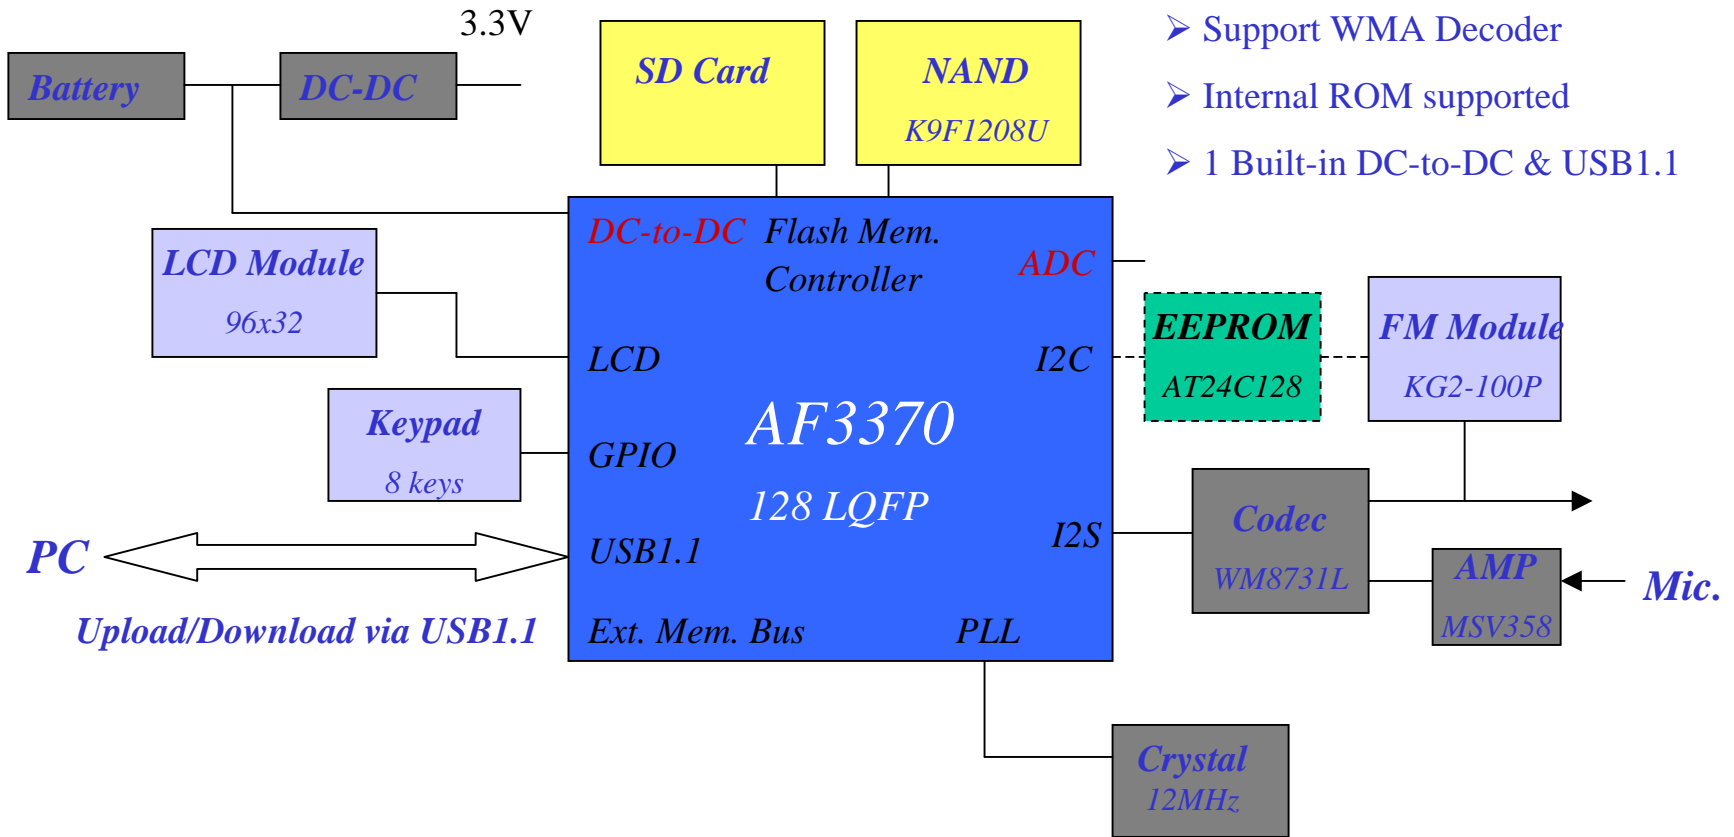 3.3V
Battery
DC-DC
SD Card
NAND
K9F1208U
➢ Support WMA Decoder
➢ Internal ROM supported
➢ 1 Built-in DC-to-DC & USB1.1
LCD Module
96x32
Keypad
8 keys
PC
Upload/Download via USB1.1
DC-to-DC
Flash Mem.
Controller
ADC
LCD
I2C
AF3370
GPIO
128 LQFP
I2S
USB1.1
Ext. Mem. Bus
PLL
EEPROM
AT24C128
FM Module
KG2-100P
Codec
WM8731L
AMP
MSV358
Mic.
Crystal
12MHz